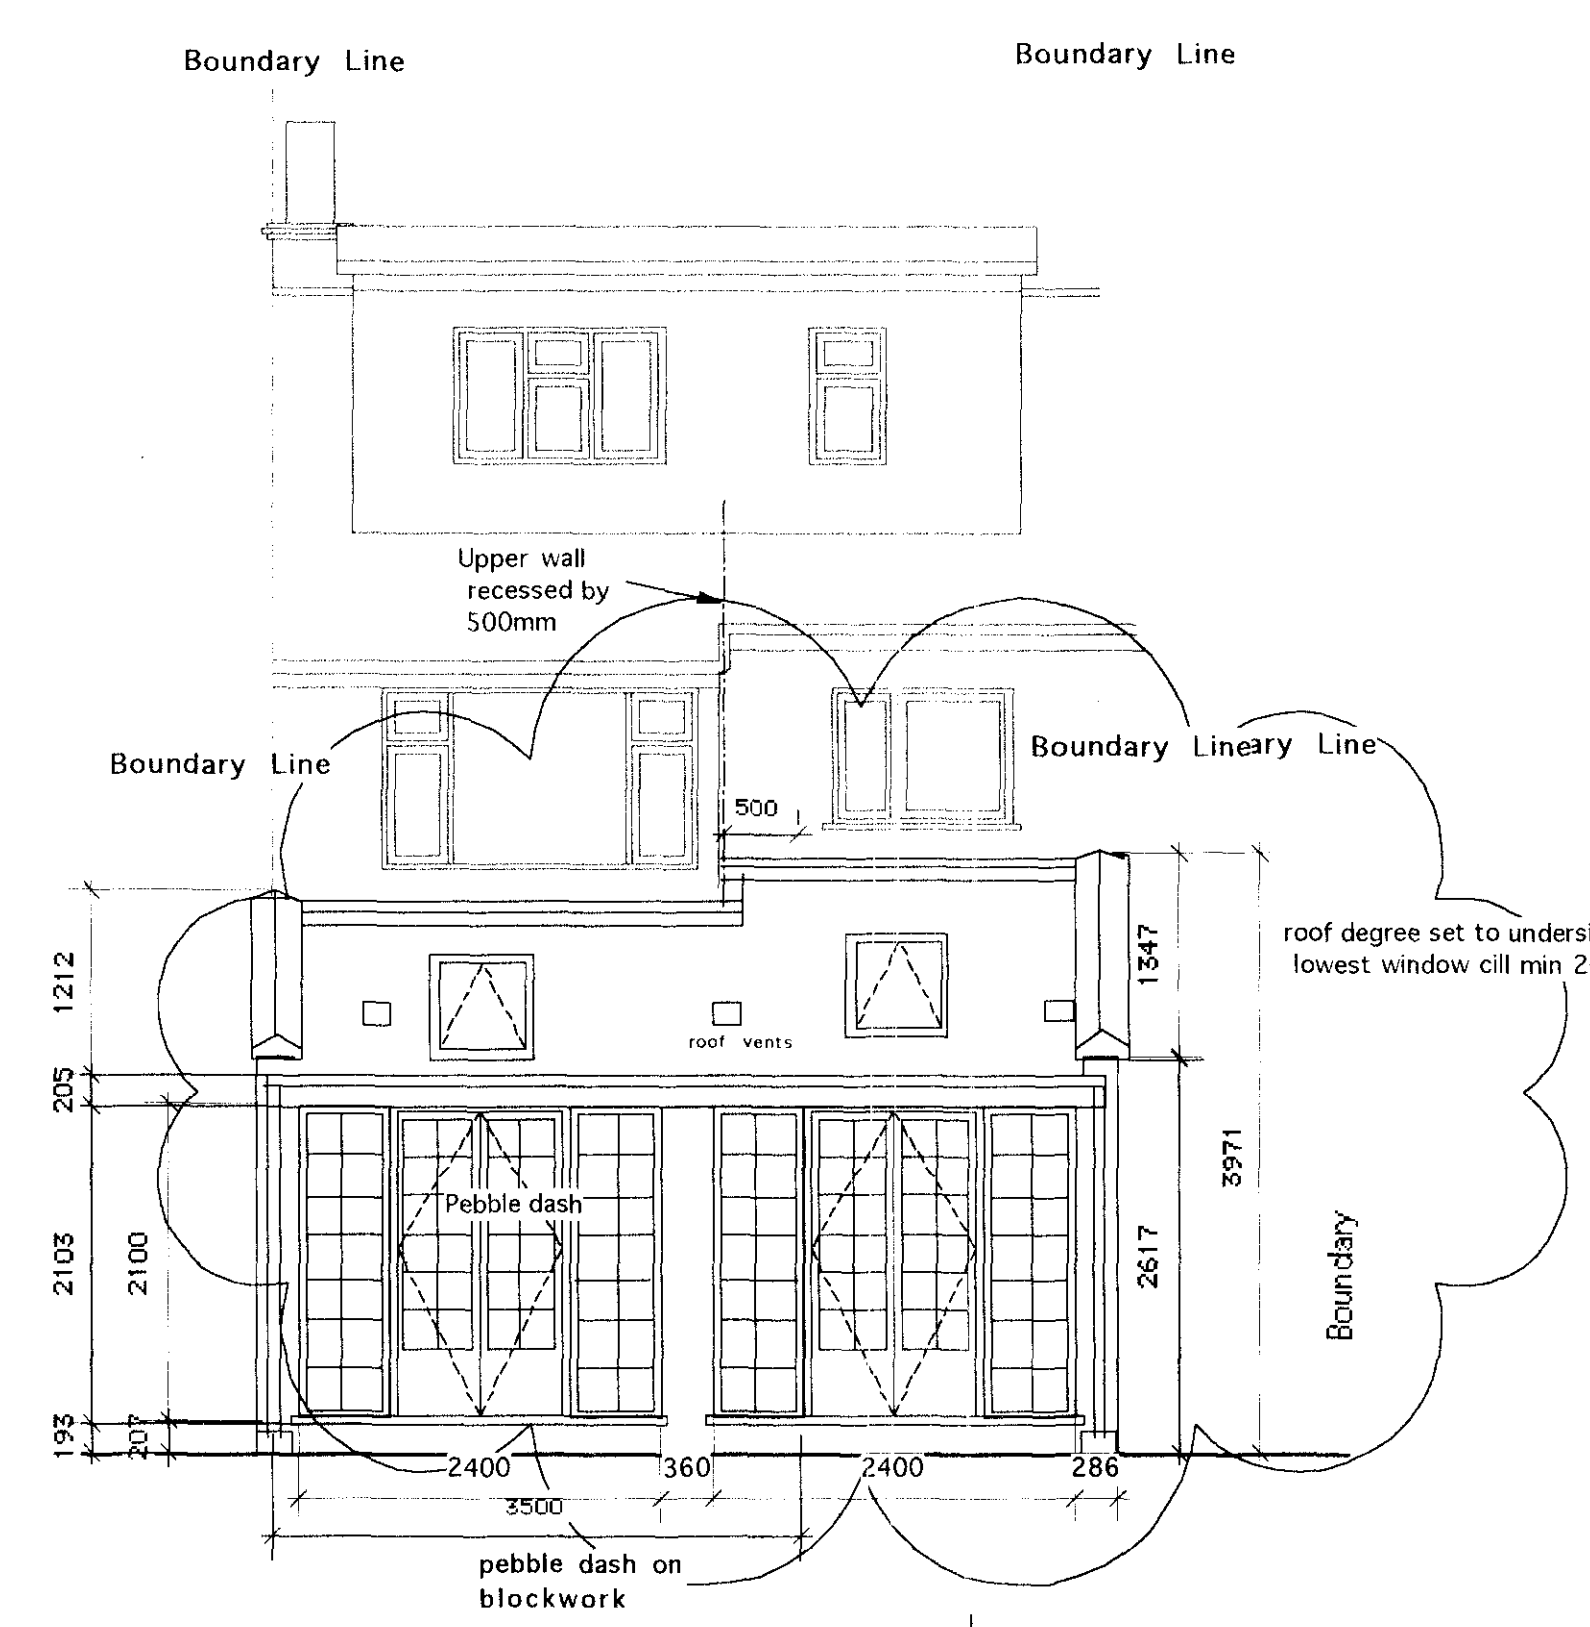 Boundary Line
Boundary Line
Upper wall
recessed by
500mm
Boundary Line
Boundary Line
ary Line
500
roof degree set to undersi
lowest window cill min 2
1347
1212
roof vents
205
3971
Pebble dash
2103
2100
2617
Boundary
193
207
2400
360
2400
286
3500
pebble dash on
blockwork